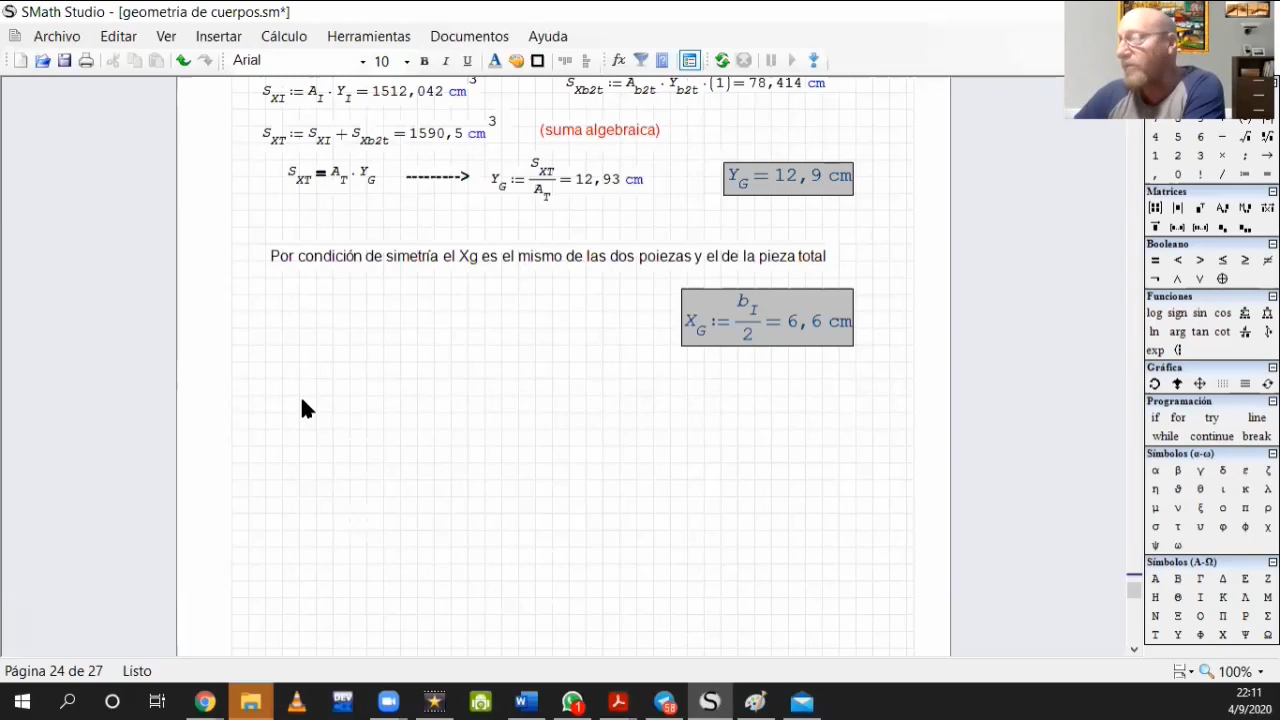 SMath Studio - [geometria de cuerpos.sm*]
Archivo Editar Ver Insertar Cálculo Herramientas Documentos Ayuda
Arial 10 B I U
S_XI := A_I · Y_I = 1512,042 cm^3
S_Xb2t := A_b2t · Y_b2t · (1) = 78,414 cm
S_XT := S_XI + S_Xb2t = 1590,5 cm^3 (suma algebraica)
S_XT = A_T · Y_G ---------> Y_G := S_XT / A_T = 12,93 cm
Y_G = 12,9 cm
Por condición de simetría el Xg es el mismo de las dos poiezas y el de la pieza total
X_G := b_I / 2 = 6,6 cm
4 5 6 ×
1 2 3 ÷
, 0 ! / = ≔
Matrices
Booleano
= < > ≤ ≥ ≠
¬ ∧ ∨ ⊕
Funciones
log sign sin cos
ln arg tan cot
exp
Gráfica
Programación
if for try line
while continue break
Símbolos (α-ω)
α β γ δ ε ζ
η ϑ θ ι κ λ
μ ν ξ ο π ρ
σ τ υ φ ϕ χ
ψ ω
Símbolos (Α-Ω)
Α Β Γ Δ Ε Ζ
Η Θ Ι Κ Λ Μ
Ν Ξ Ο Π Ρ Σ
Τ Υ Φ Χ Ψ Ω
Página 24 de 27 Listo
100%
22:11
4/9/2020